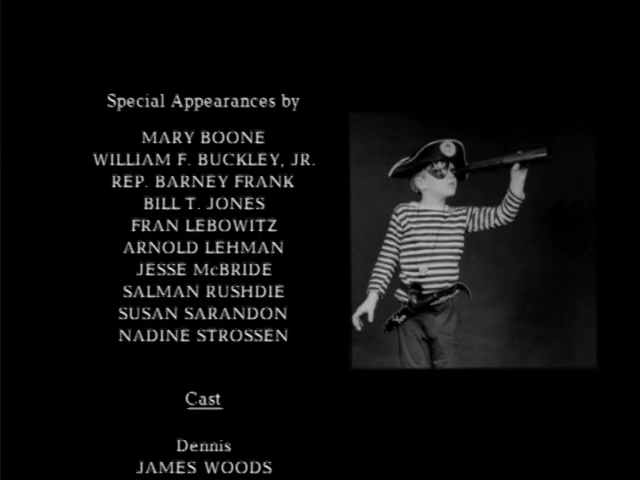 Special Appearances by
MARY BOONE
WILLIAM F. BUCKLEY, JR.
REP. BARNEY FRANK
BILL T. JONES
FRAN LEBOWITZ
ARNOLD LEHMAN
JESSE McBRIDE
SALMAN RUSHDIE
SUSAN SARANDON
NADINE STROSSEN
Cast
Dennis
JAMES WOODS